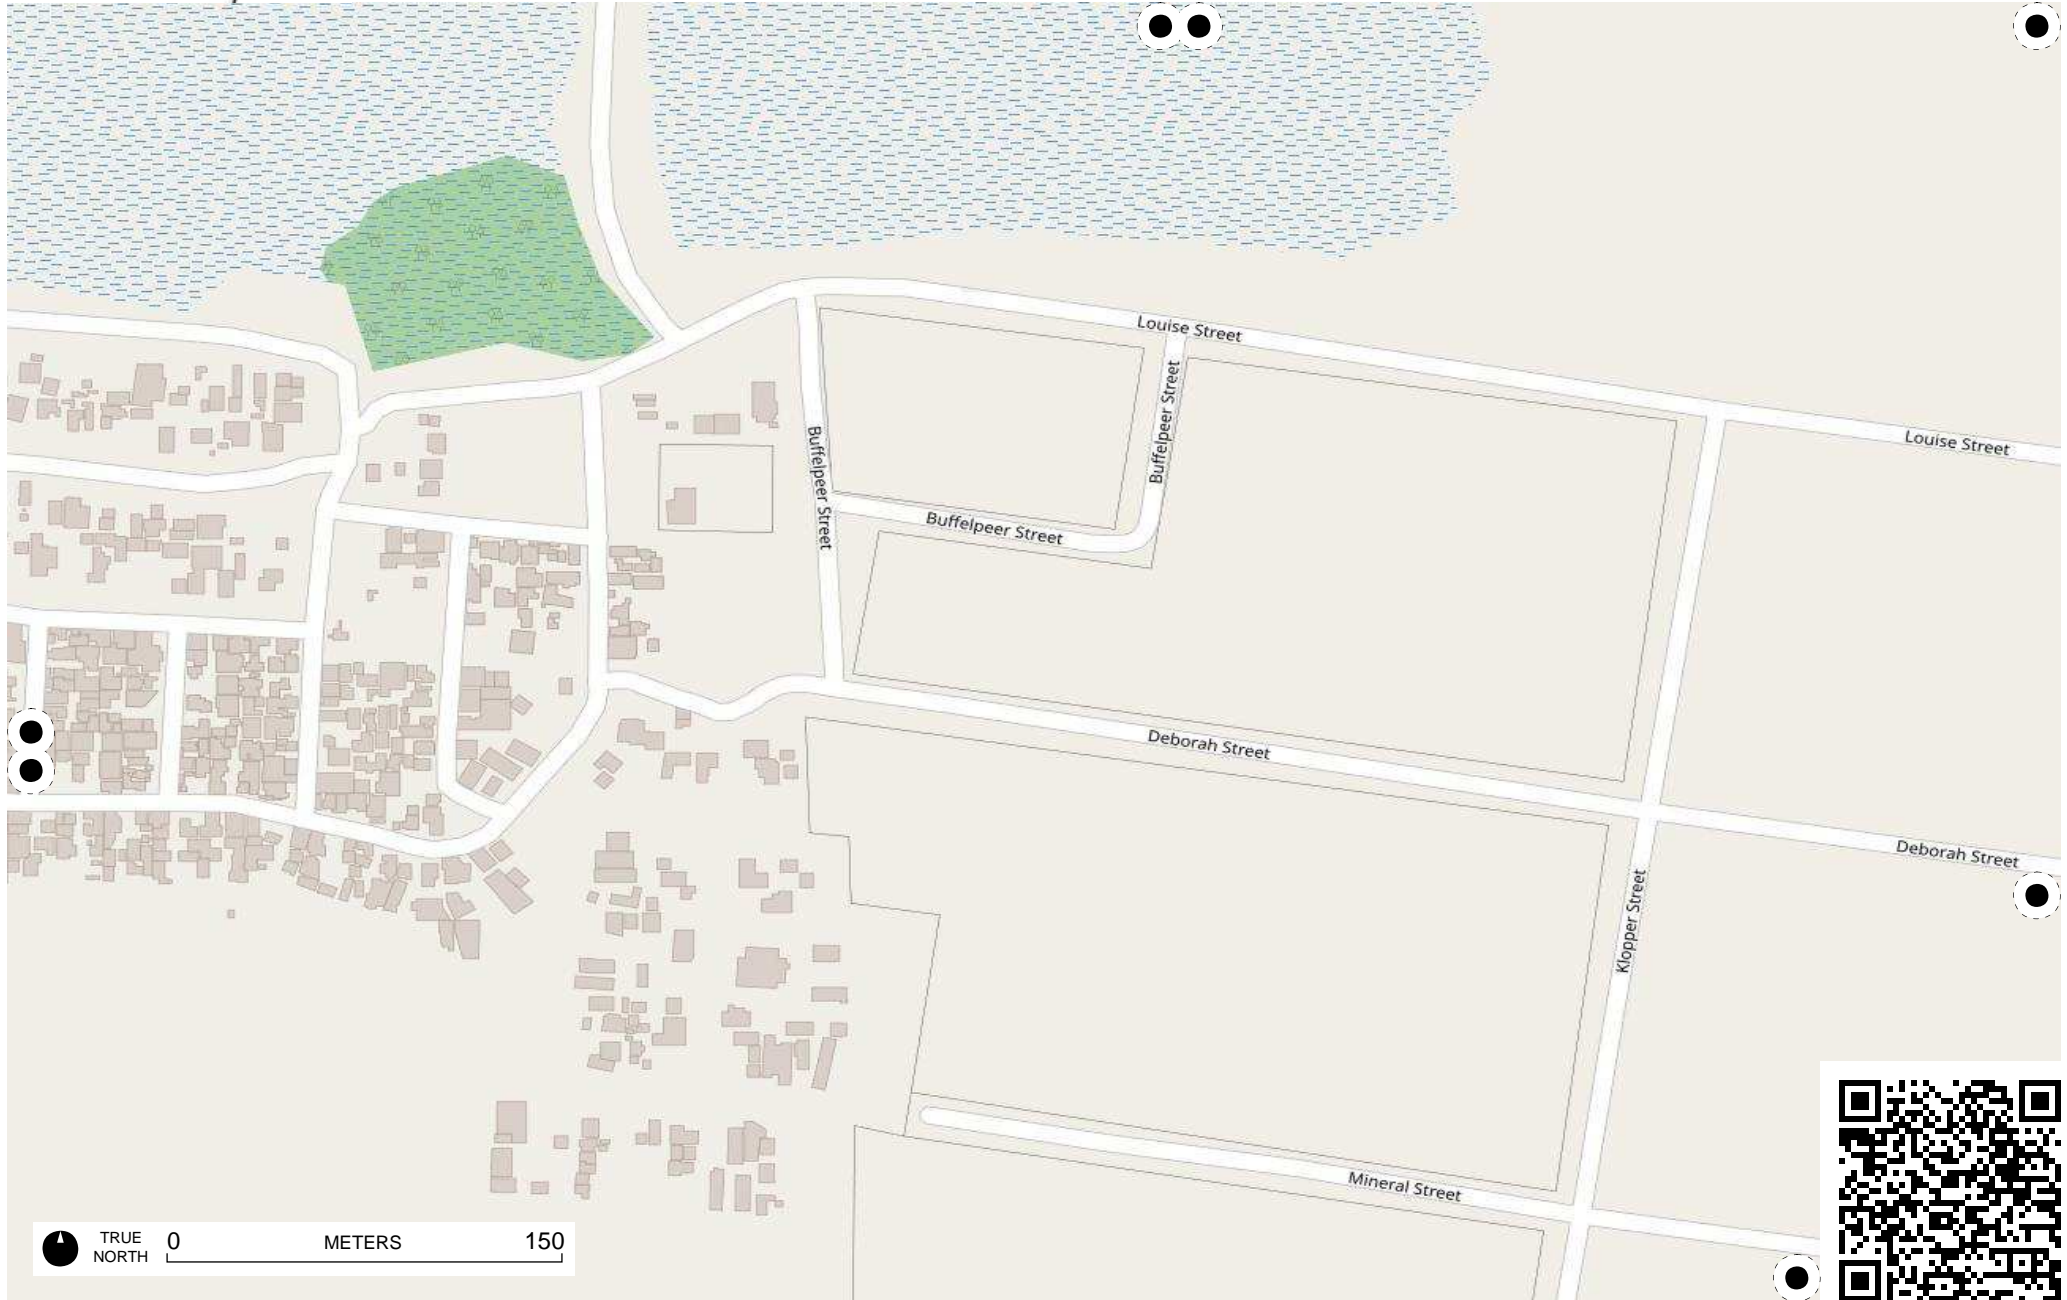 Louise Street
Buffelpeer Street
Louise Street
Buffelpeer Street
Buffelpeer Street
Deborah Street
Deborah Street
Klopper Street
Mineral Street
TRUE
NORTH
0 METERS 150